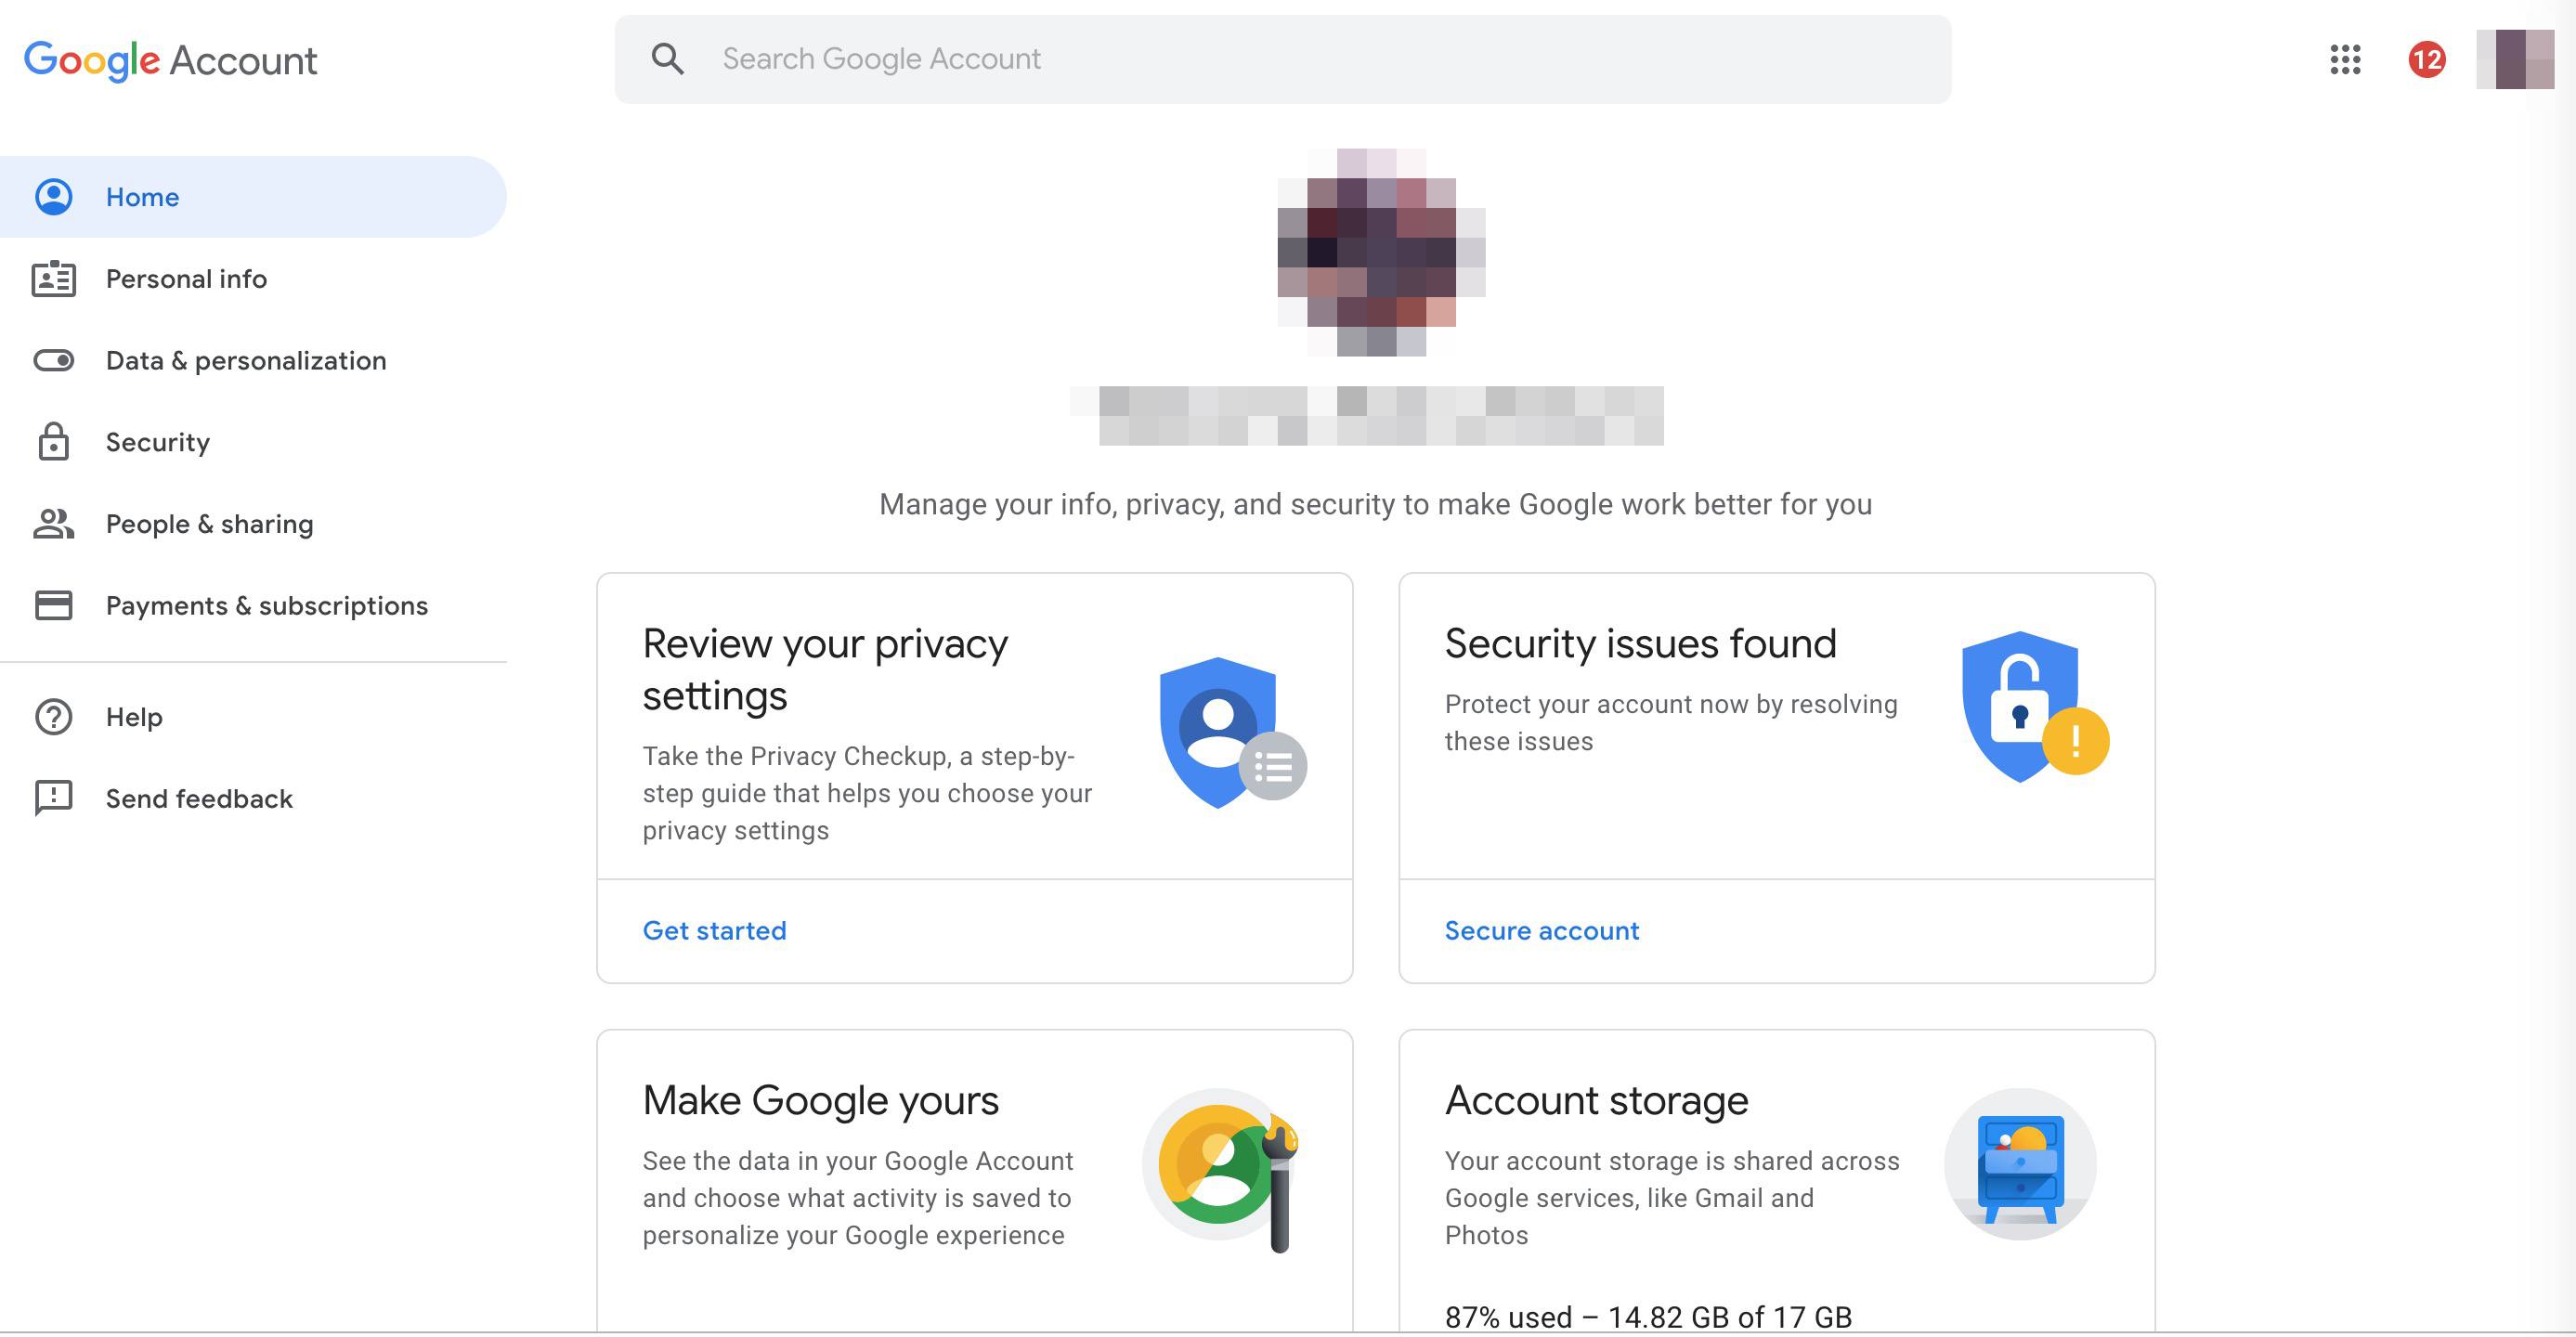 Google Account
Search Google Account
12
Home
Personal info
Data & personalization
Security
People & sharing
Payments & subscriptions
Help
Send feedback
Manage your info, privacy, and security to make Google work better for you
Review your privacy
settings
Take the Privacy Checkup, a step-by-
step guide that helps you choose your
privacy settings
Get started
Security issues found
Protect your account now by resolving
these issues
Secure account
Make Google yours
See the data in your Google Account
and choose what activity is saved to
personalize your Google experience
Account storage
Your account storage is shared across
Google services, like Gmail and
Photos
87% used – 14.82 GB of 17 GB